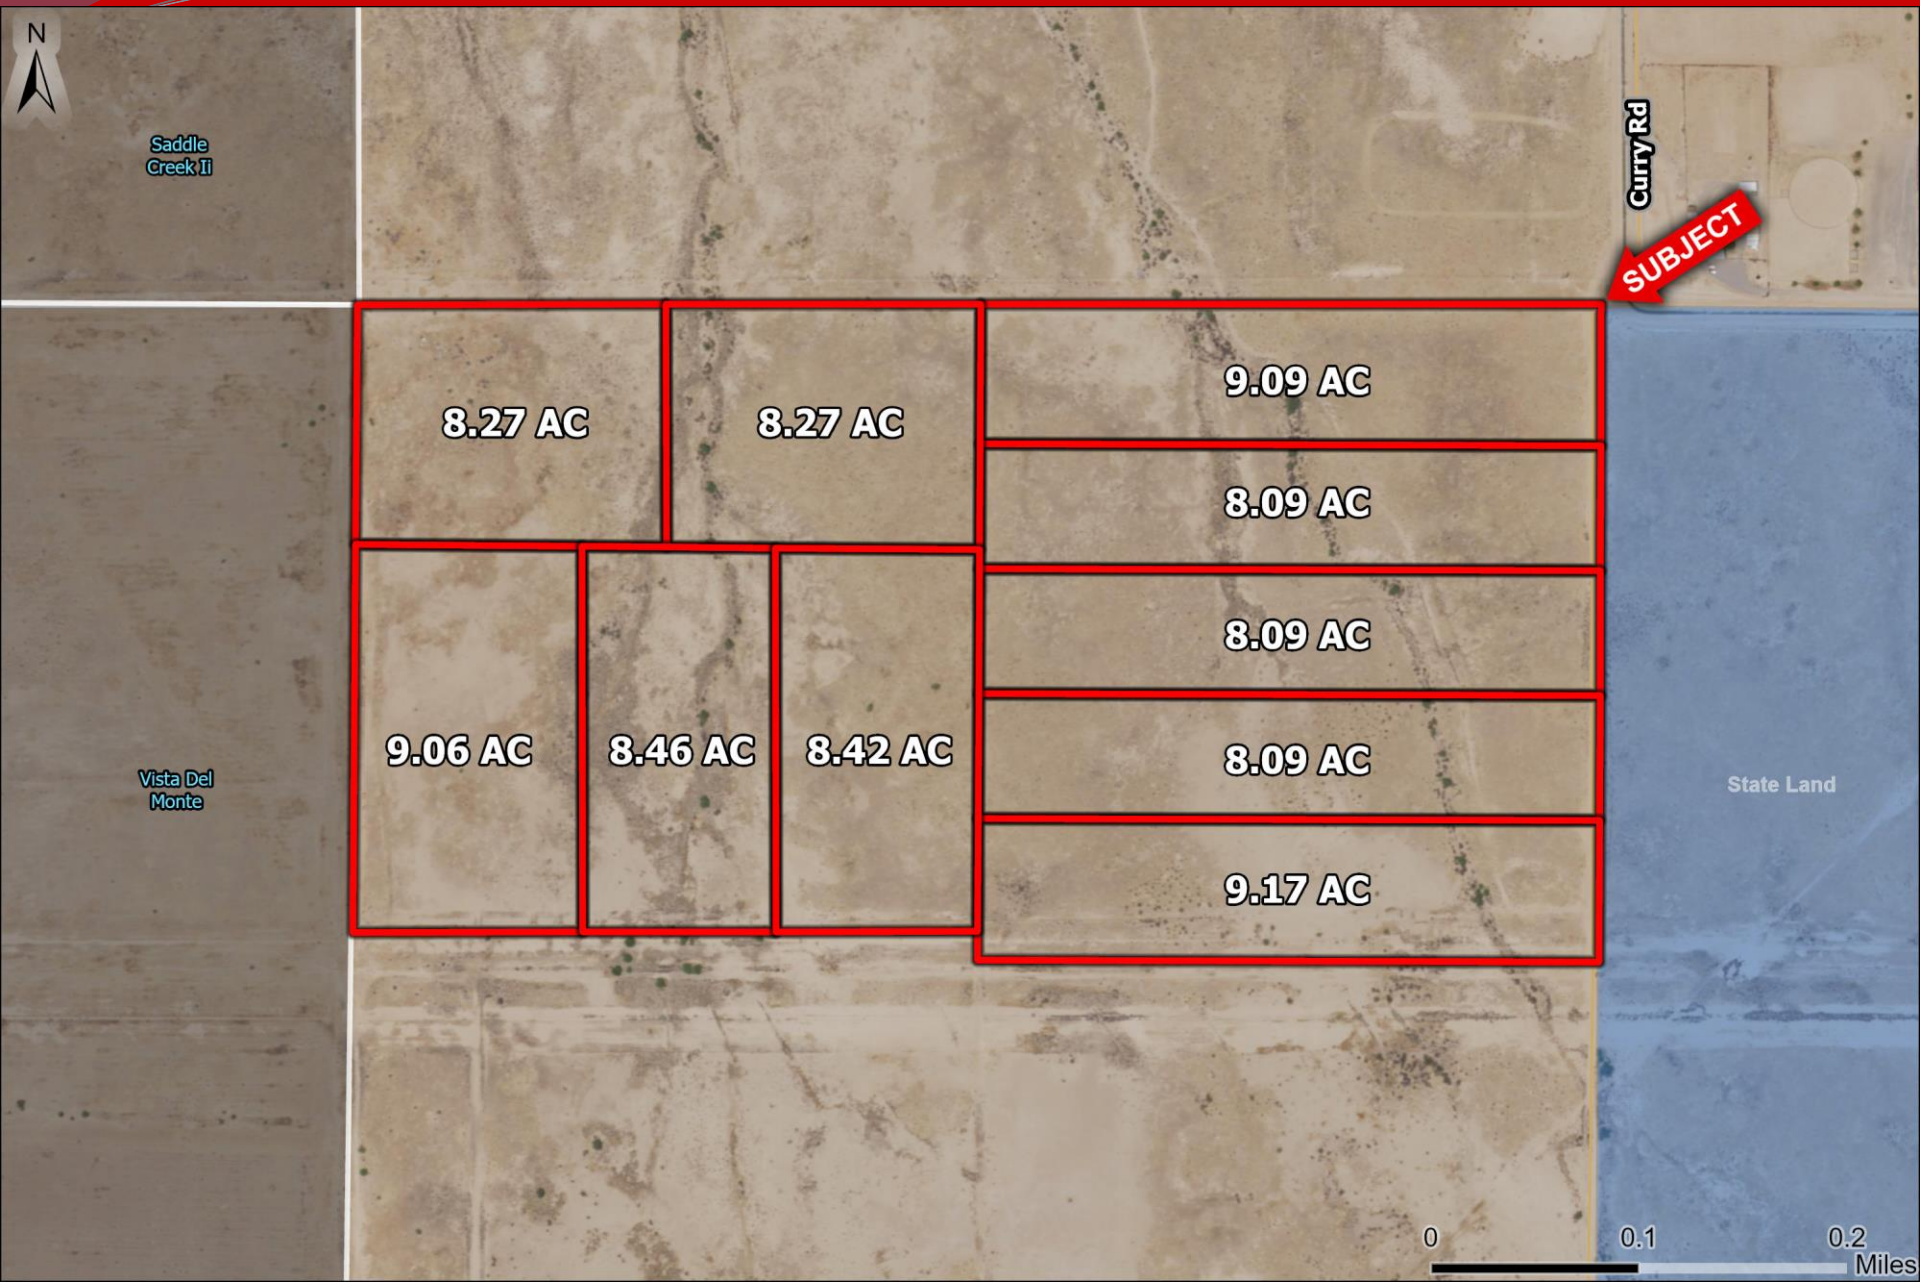 N
Saddle
Creek Ii
Curry Rd
SUBJECT
8.27 AC
8.27 AC
9.09 AC
8.09 AC
8.09 AC
9.06 AC
8.46 AC
8.42 AC
8.09 AC
Vista Del
Monte
State Land
9.17 AC
0
0.1
0.2
Miles